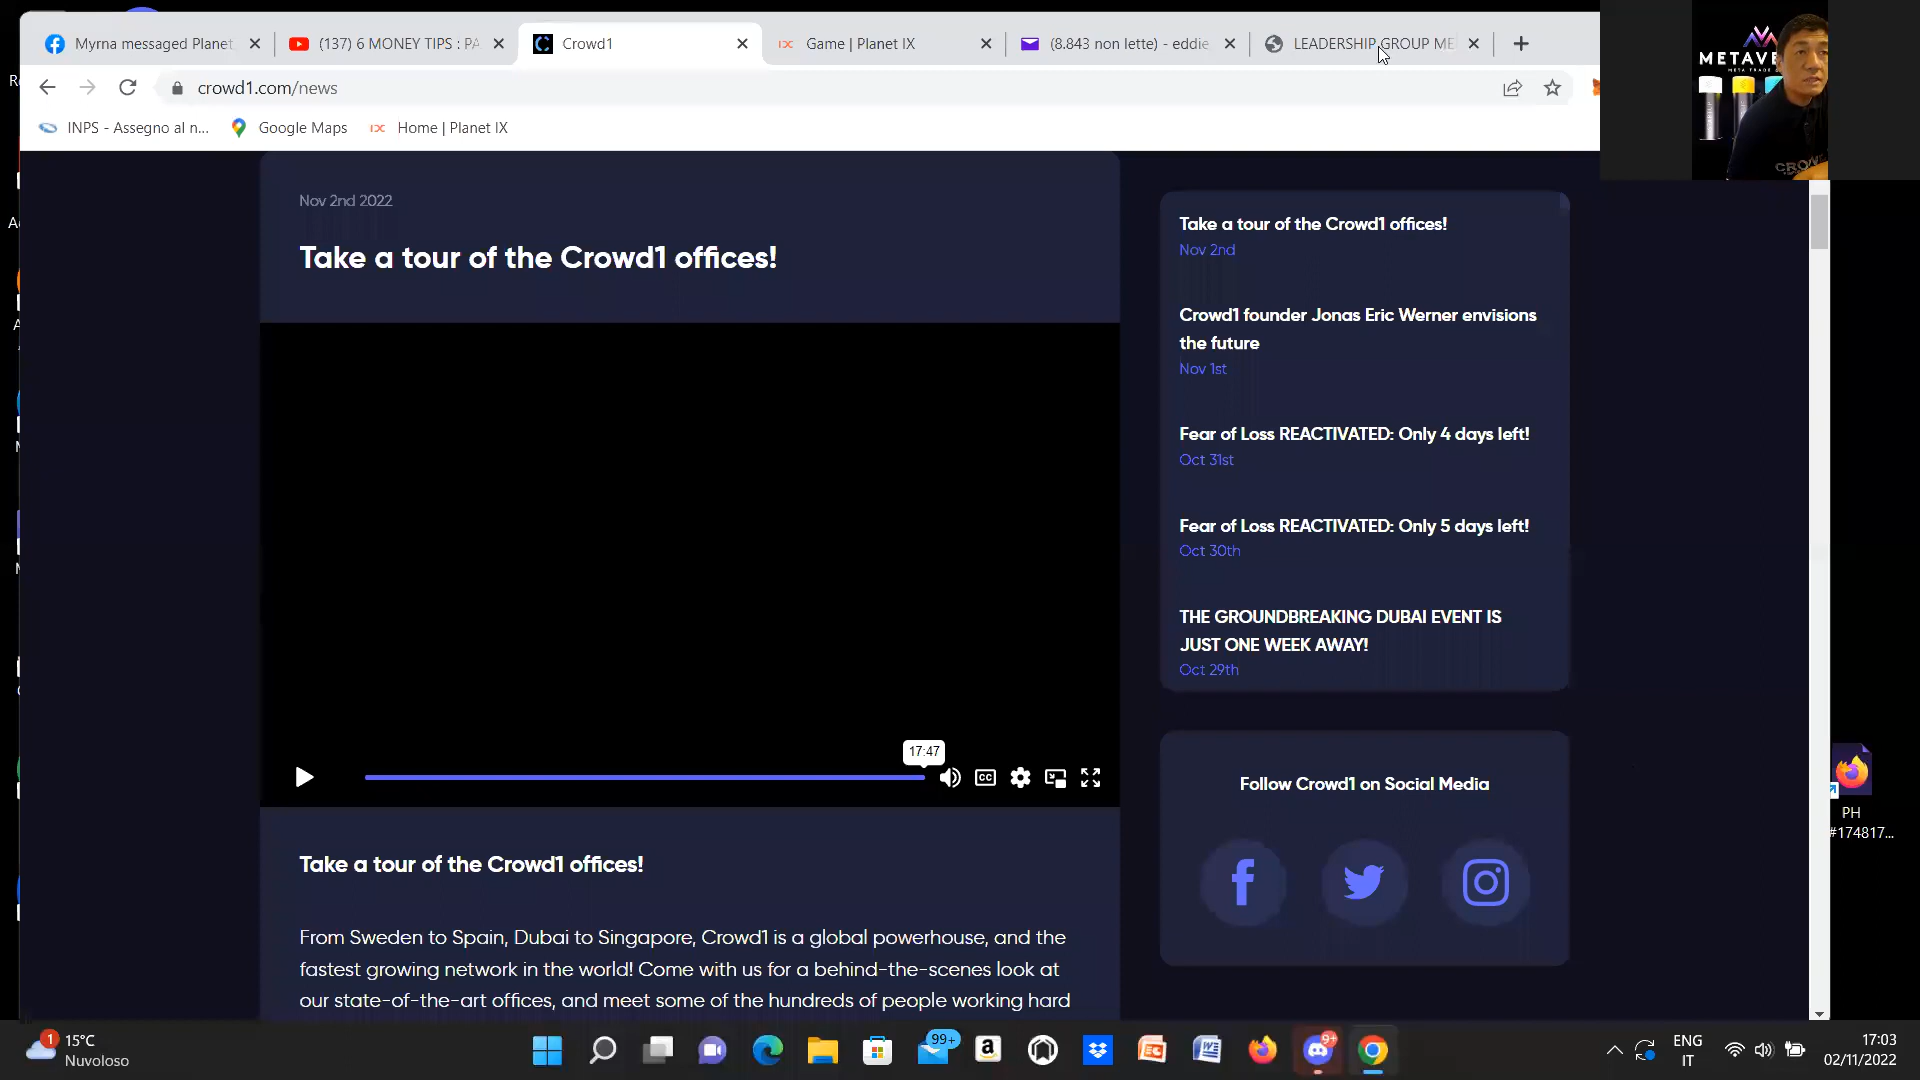 Myrna messaged Planet
(137) 6 MONEY TIPS : PA
Crowd1
Game | Planet IX
(8.843 non lette) - eddie
LEADERSHIP GROUP ME
crowd1.com/news
INPS - Assegno al n...
Google Maps
Home | Planet IX
Nov 2nd 2022
Take a tour of the Crowd1 offices!
17:47
Take a tour of the Crowd1 offices!
From Sweden to Spain, Dubai to Singapore, Crowd1 is a global powerhouse, and the
fastest growing network in the world! Come with us for a behind-the-scenes look at
our state-of-the-art offices, and meet some of the hundreds of people working hard
Take a tour of the Crowd1 offices!
Nov 2nd
Crowd1 founder Jonas Eric Werner envisions
the future
Nov 1st
Fear of Loss REACTIVATED: Only 4 days left!
Oct 31st
Fear of Loss REACTIVATED: Only 5 days left!
Oct 30th
THE GROUNDBREAKING DUBAI EVENT IS
JUST ONE WEEK AWAY!
Oct 29th
Follow Crowd1 on Social Media
METAVE
PH
#174817...
1
15°C
Nuvoloso
99+
9+
ENG
IT
17:03
02/11/2022